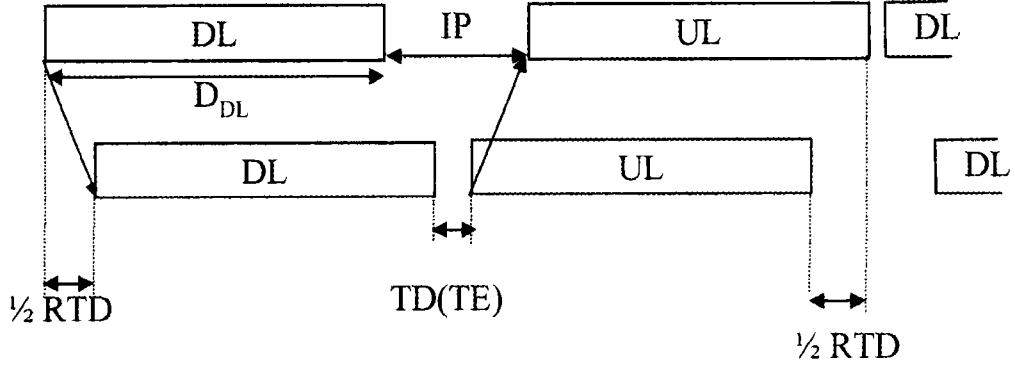 DL IP UL DL
D_DL
DL UL DL
½ RTD TD(TE) ½ RTD